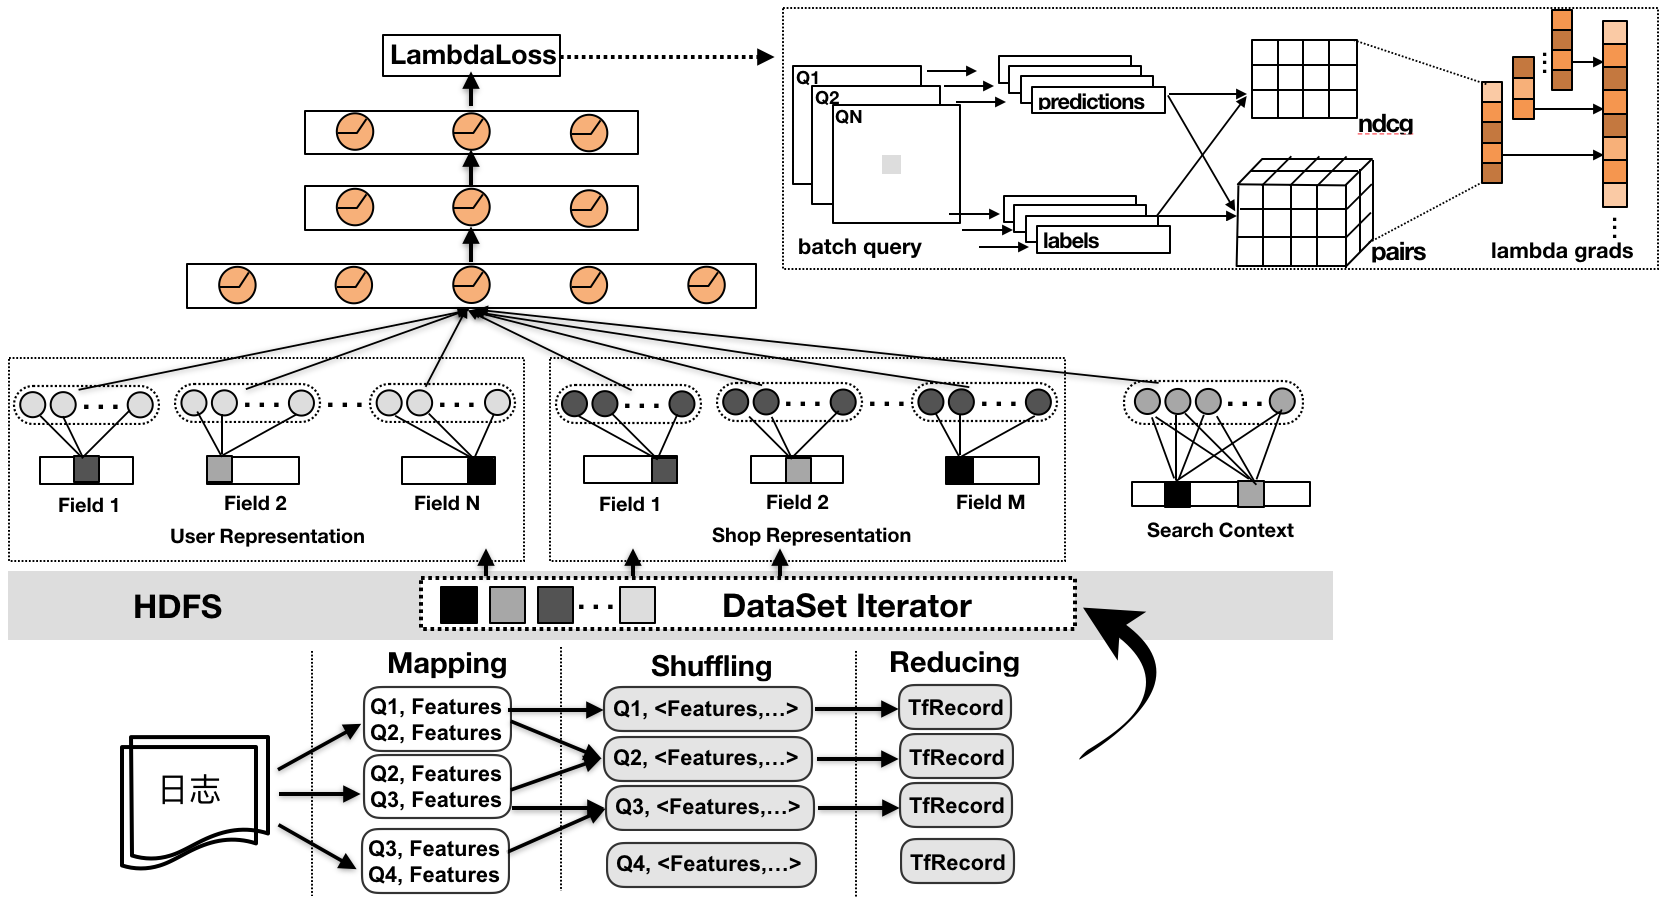 LambdaLoss
Q1
Q2
QN
batch query
predictions
labels
ndcg
pairs
lambda grads
Field 1
Field 2
Field N
User Representation
Field 1
Field 2
Field M
Shop Representation
Search Context
HDFS
DataSet Iterator
Mapping
Shuffling
Reducing
日志
Q1, Features
Q2, Features
Q2, Features
Q3, Features
Q3, Features
Q4, Features
Q1, <Features,...>
Q2, <Features,...>
Q3, <Features,...>
Q4, <Features,...>
TfRecord
TfRecord
TfRecord
TfRecord